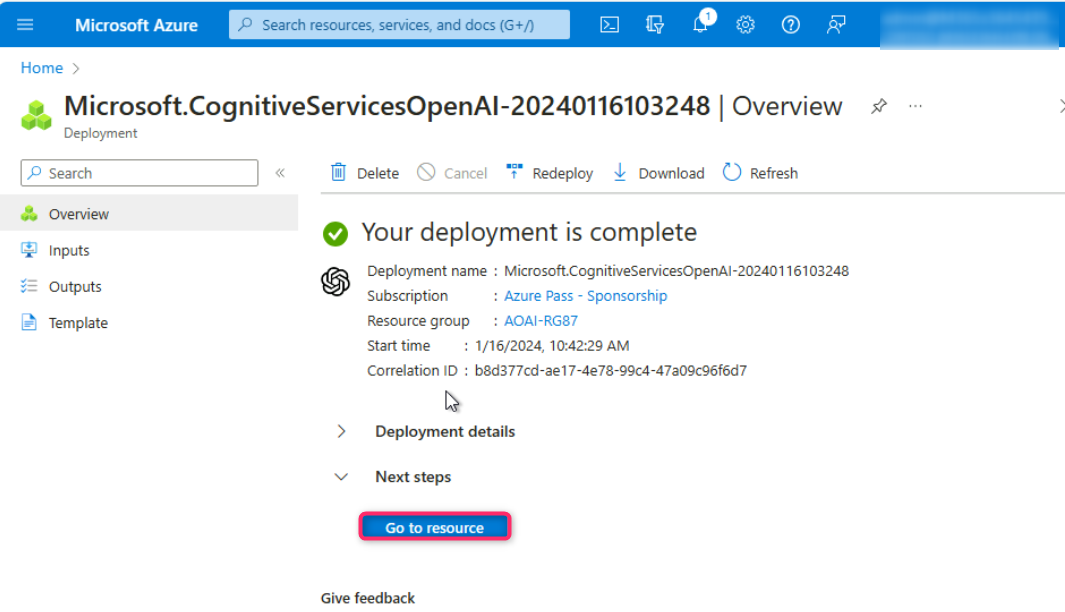 Microsoft Azure
Search resources, services, and docs (G+/)
1
Home >
Microsoft.CognitiveServicesOpenAI-20240116103248 | Overview
Deployment
Search
Delete Cancel Redeploy Download Refresh
Overview
Inputs
Outputs
Template
Your deployment is complete
Deployment name : Microsoft.CognitiveServicesOpenAI-20240116103248
Subscription : Azure Pass - Sponsorship
Resource group : AOAI-RG87
Start time : 1/16/2024, 10:42:29 AM
Correlation ID : b8d377cd-ae17-4e78-99c4-47a09c96f6d7
Deployment details
Next steps
Go to resource
Give feedback